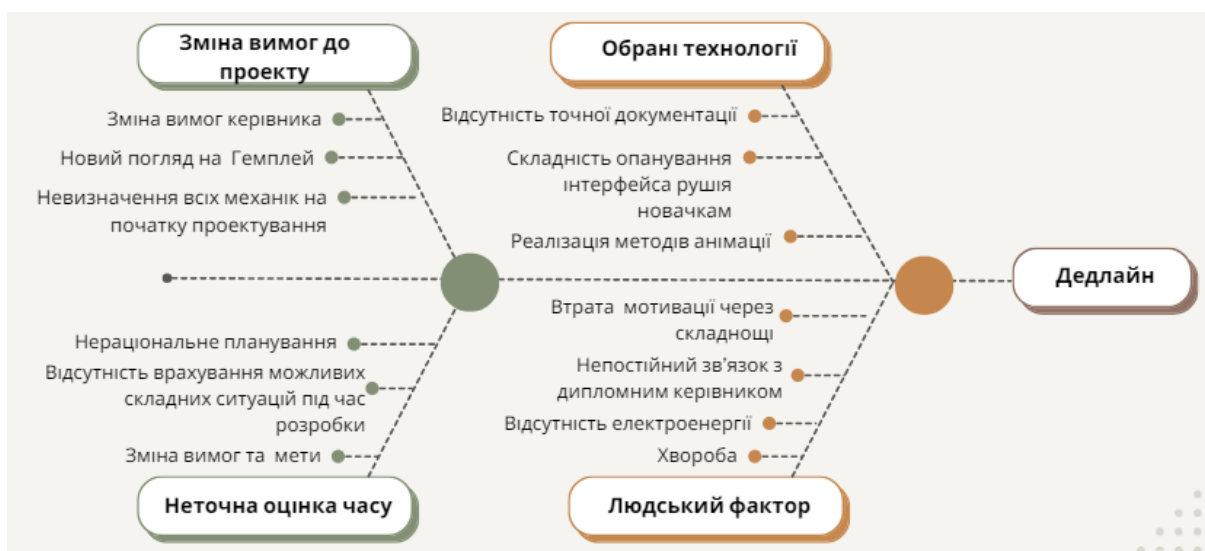 Зміна вимог до
проекту
Зміна вимог керівника
Новий погляд на Гемплей
Невизначення всіх механік на
початку проектування
Обрані технології
Відсутність точної документації
Складність опанування
інтерфейса рушія
новачкам
Реалізація методів анімації
Дедлайн
Нераціональне планування
Відсутність врахування можливих
складних ситуацій під час
розробки
Зміна вимог та мети
Неточна оцінка часу
Втрата мотивації через
складнощі
Непостійний зв'язок з
дипломним керівником
Відсутність електроенергії
Хвороба
Людський фактор